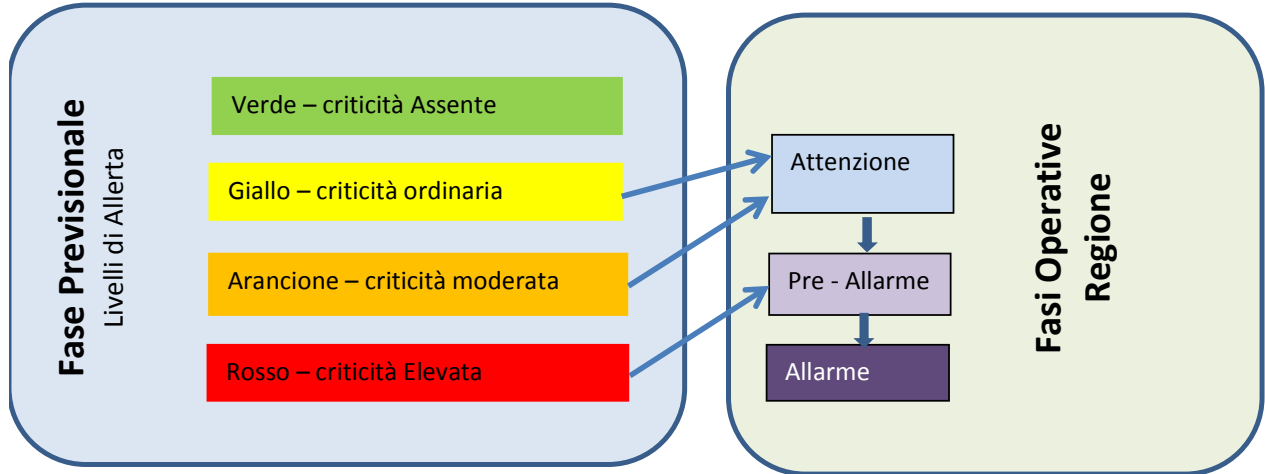 Fase Previsionale
Livelli di Allerta
Verde – criticità Assente
Giallo – criticità ordinaria
Arancione – criticità moderata
Rosso – criticità Elevata
Attenzione
Pre - Allarme
Allarme
Fasi Operative
Regione